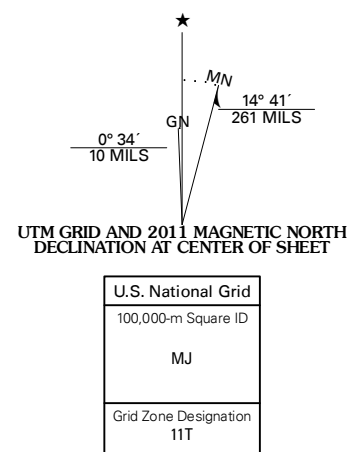 ★
MN
GN
14° 41´
261 MILS
0° 34´
10 MILS
UTM GRID AND 2011 MAGNETIC NORTH
DECLINATION AT CENTER OF SHEET
U.S. National Grid
100,000-m Square ID
MJ
Grid Zone Designation
11T